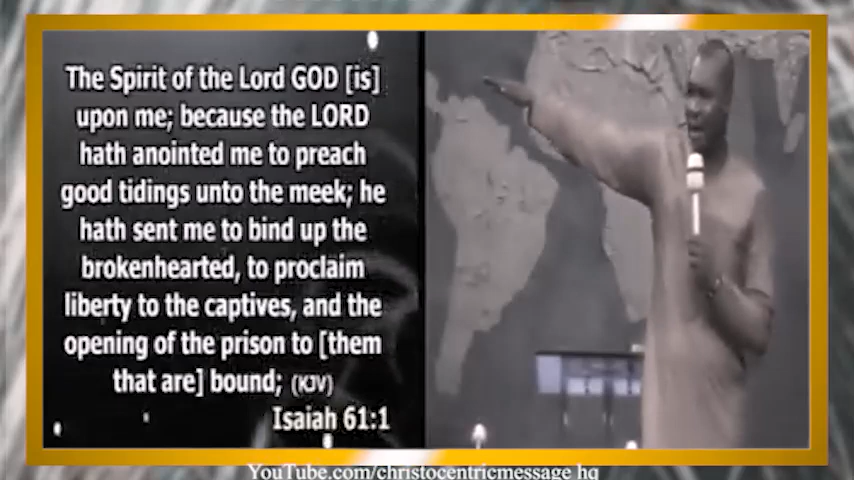 The Spirit of the Lord GOD [is]
upon me; because the LORD
hath anointed me to preach
good tidings unto the meek; he
hath sent me to bind up the
brokenhearted, to proclaim
liberty to the captives, and the
opening of the prison to [them
that are] bound; (KJV)
Isaiah 61:1
YouTube.com/christocentricmessage hq